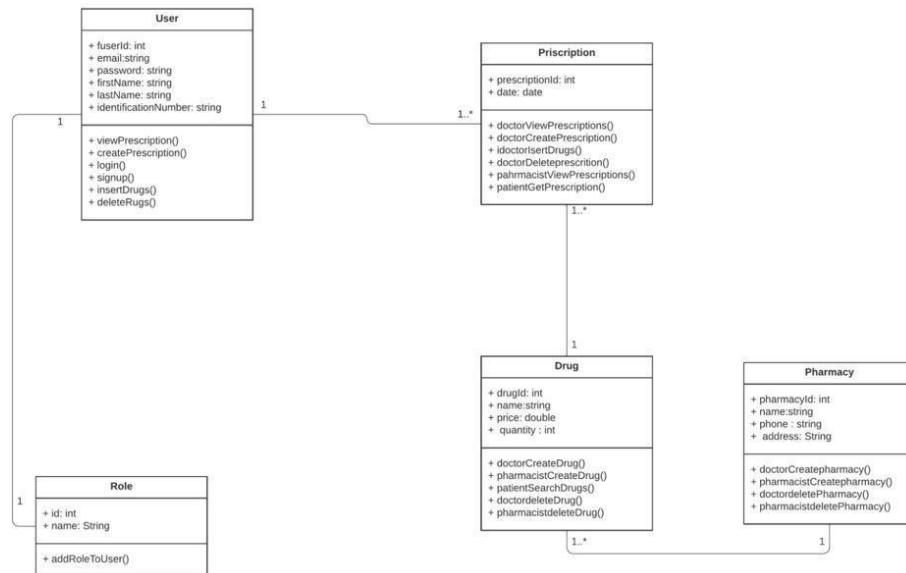 User
+ fuserId: int
+ email:string
+ password: string
+ firstName: string
+ lastName: string
+ identificationNumber: string
+ viewPrescription()
+ createPrescription()
+ login()
+ signup()
+ insertDrugs()
+ deleteRugs()
1
1
1..*
Priscription
+ prescriptionId: int
+ date: date
+ doctorViewPrescriptions()
+ doctorCreatePrescription()
+ idoctorIsertDrugs()
+ doctorDeleteprescrition()
+ pahrmacistViewPrescriptions()
+ patientGetPrescription()
1..*
1
Drug
+ drugId: int
+ name:string
+ price: double
+ quantity : int
+ doctorCreateDrug()
+ pharmacistCreateDrug()
+ patientSearchDrugs()
+ doctordeleteDrug()
+ pharmacistdeleteDrug()
1..*
1
Pharmacy
+ pharmacyId: int
+ name:string
+ phone : string
+ address: String
+ doctorCreatepharmacy()
+ pharmacistCreatepharmacy()
+ doctordeletePharmacy()
+ pharmacistdeletePharmacy()
1
Role
+ id: int
+ name: String
+ addRoleToUser()